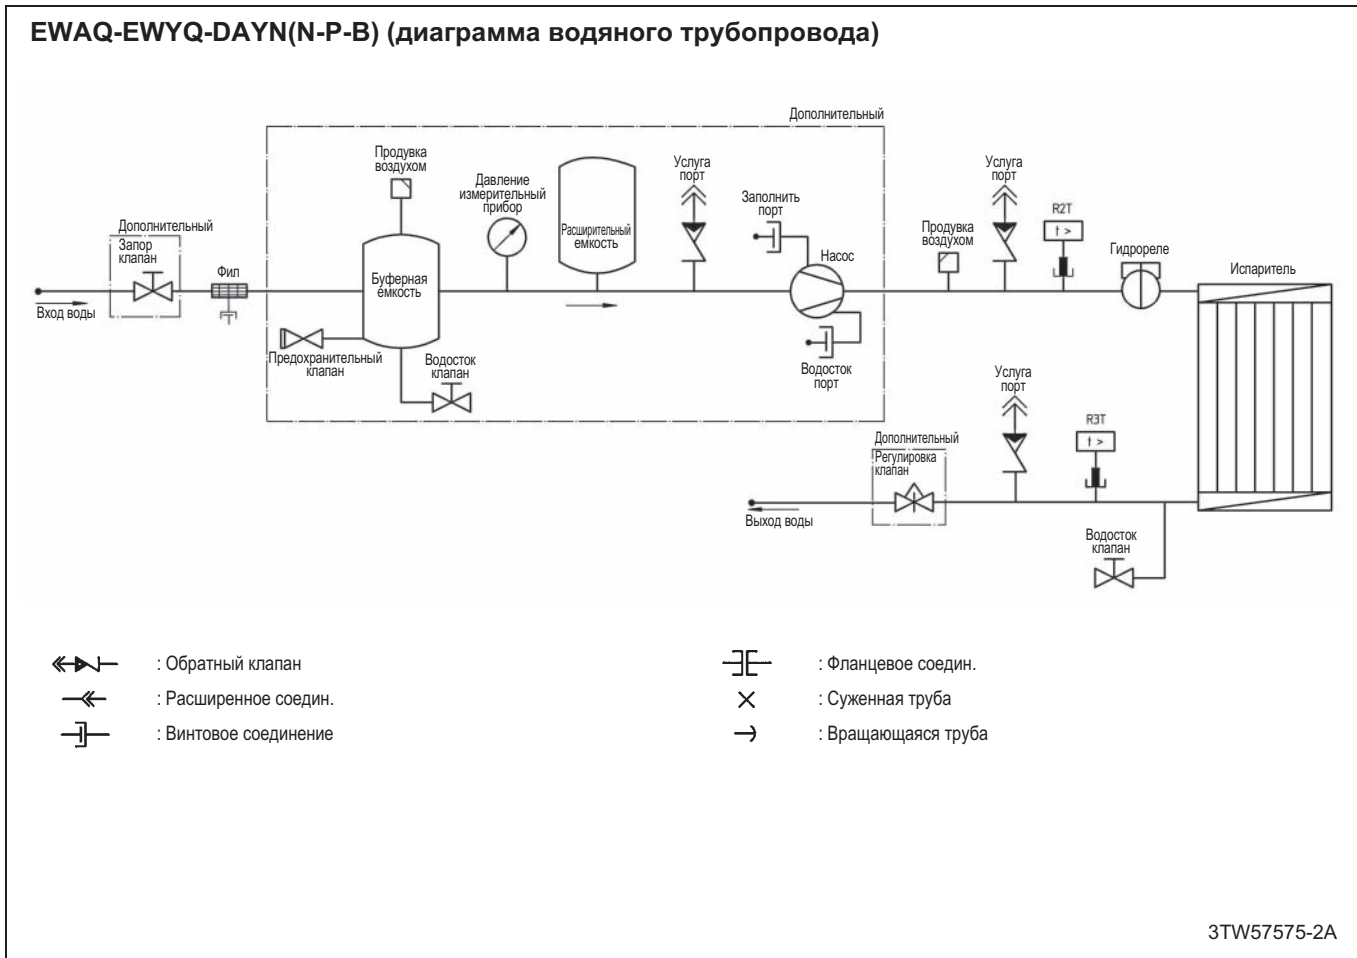 EWAQ-EWYQ-DAYN(N-P-B) (диаграмма водяного трубопровода)
Дополнительный
Продувка
воздухом
Давление
измерительный
прибор
Расширительный
емкость
Услуга
порт
Заполнить
порт
Насос
Услуга
порт
Продувка
воздухом
R2T
t >
Гидрореле
Испаритель
Дополнительный
Запор
клапан
Фил
Буферная
емкость
Вход воды
Предохранительный
клапан
Водосток
клапан
Водосток
порт
Услуга
порт
R3T
t >
Дополнительный
Регулировка
клапан
Выход воды
Водосток
клапан
: Обратный клапан
: Расширенное соедин.
: Винтовое соединение
: Фланцевое соедин.
: Суженная труба
: Вращающаяся труба
3TW57575-2A